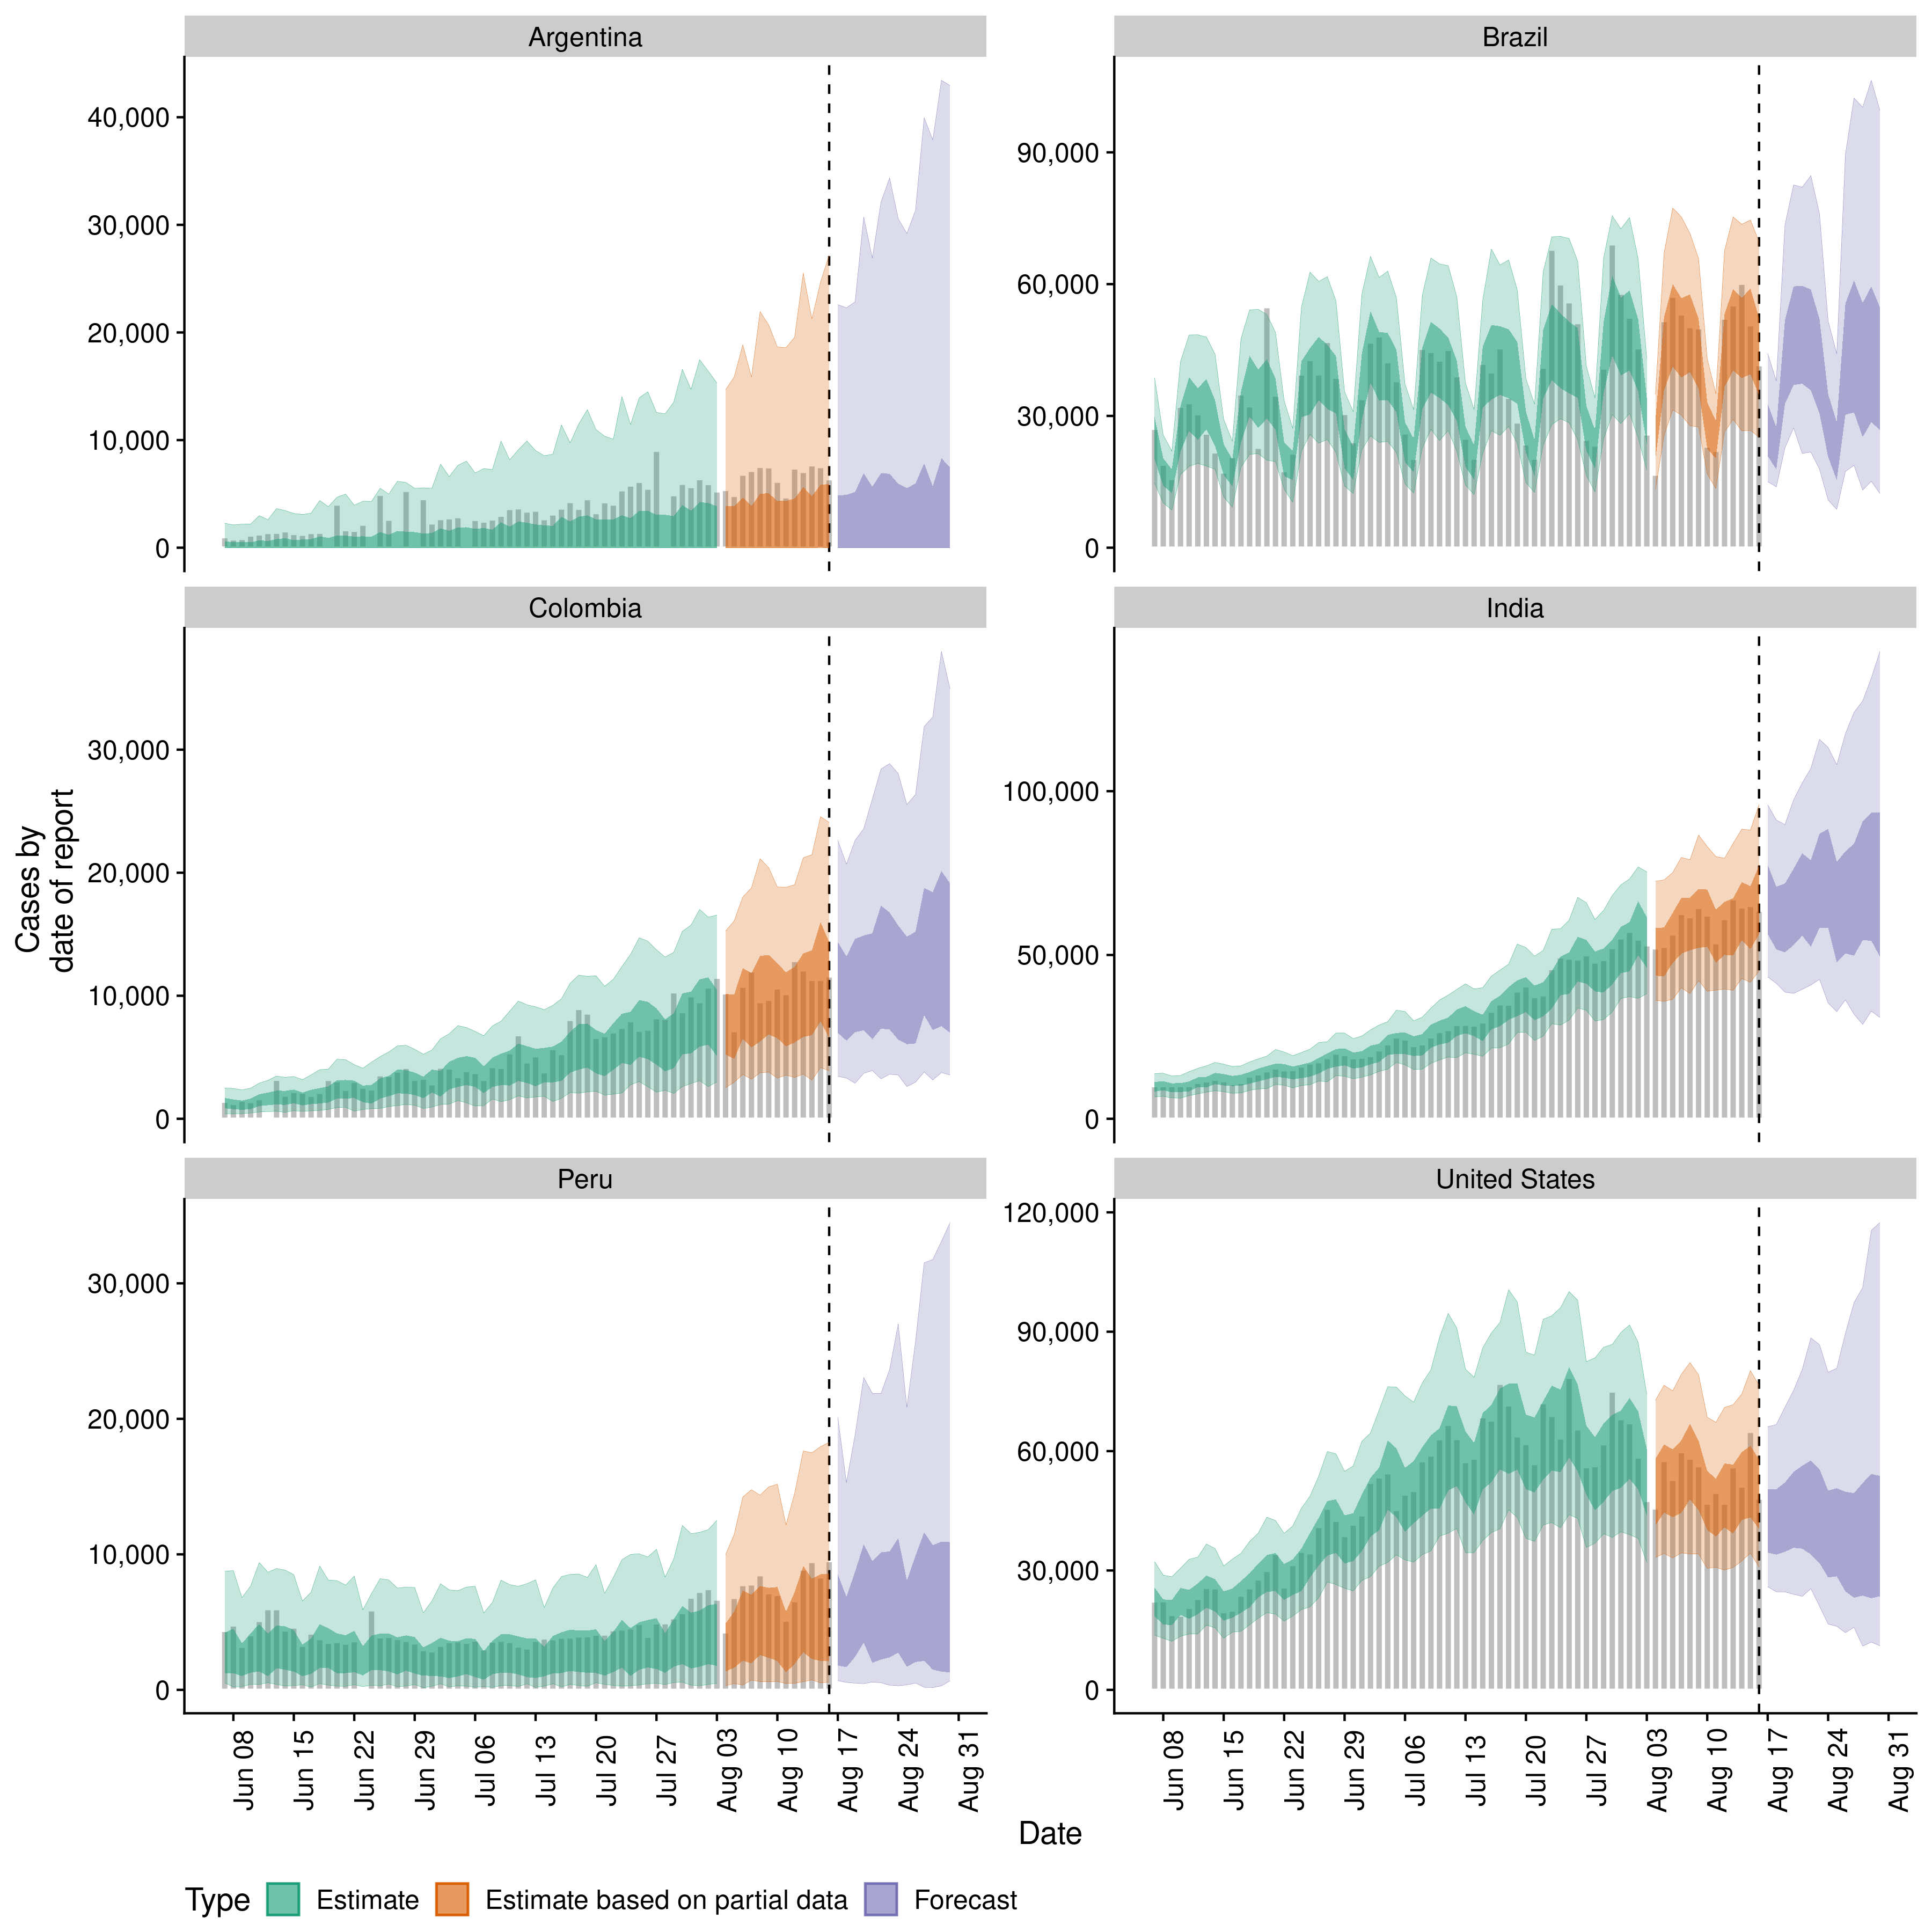 Argentina
Brazil
40,000
30,000
20,000
10,000
0
90,000
60,000
30,000
0
Colombia
India
30,000
20,000
10,000
0
100,000
50,000
0
Cases by
date of report
Peru
United States
30,000
20,000
10,000
0
120,000
90,000
60,000
30,000
0
Jun 08
Jun 15
Jun 22
Jun 29
Jul 06
Jul 13
Jul 20
Jul 27
Aug 03
Aug 10
Aug 17
Aug 24
Aug 31
Jun 08
Jun 15
Jun 22
Jun 29
Jul 06
Jul 13
Jul 20
Jul 27
Aug 03
Aug 10
Aug 17
Aug 24
Aug 31
Date
Type Estimate Estimate based on partial data Forecast